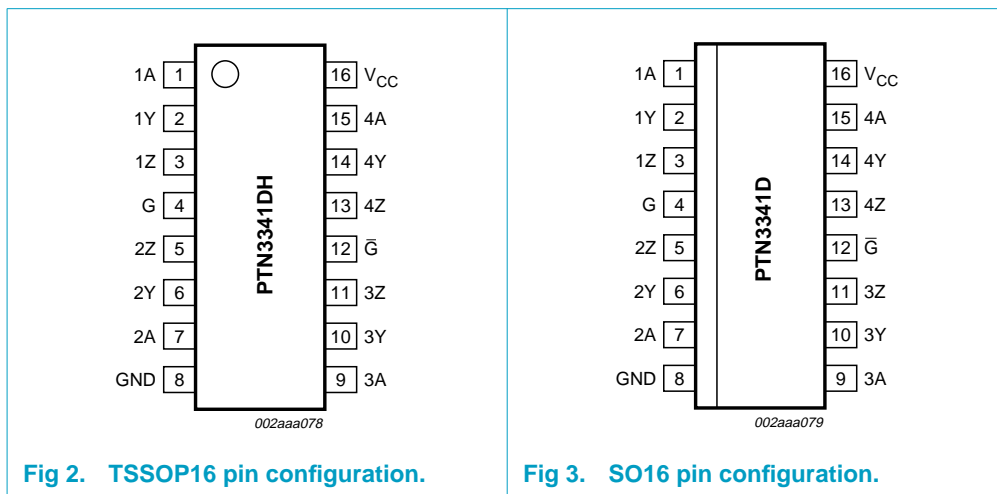 1A 1 16 VCC
1Y 2 15 4A
1Z 3 14 4Y
G 4 13 4Z
2Z 5 12 G̅
2Y 6 11 3Z
2A 7 10 3Y
GND 8 9 3A
PTN3341DH
002aaa078
Fig 2. TSSOP16 pin configuration.
1A 1 16 VCC
1Y 2 15 4A
1Z 3 14 4Y
G 4 13 4Z
2Z 5 12 G̅
2Y 6 11 3Z
2A 7 10 3Y
GND 8 9 3A
PTN3341D
002aaa079
Fig 3. SO16 pin configuration.